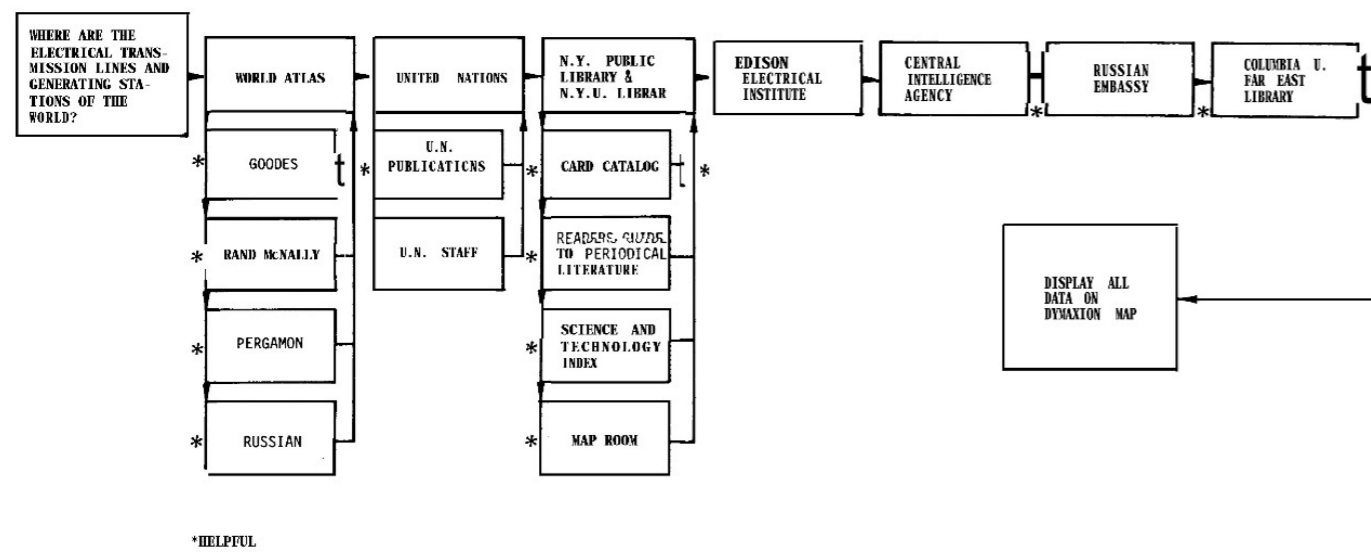 WHERE ARE THE
ELECTRICAL TRANS-
MISSION LINES AND
GENERATING STA-
TIONS OF THE
WORLD?
WORLD ATLAS
* GOODES t
* RAND McNALLY
* PERGAMON
* RUSSIAN
UNITED NATIONS
U.N.
* PUBLICATICNS
U.N. STAFF
N.Y. PUBLIC
LIBRARY &
N.Y.U. LIBRAR
* CARD CATALOG t *
READERS GUIDE
* TO PERIODICAL
LITERATURE
SCIENCE AND
* TECHNOLOGY
INDEX
* MAP ROOM
EDISON
ELECTRICAL
INSTITUTE
CENTRAL
INTELLIGENCE
AGENCY
* RUSSIAN
EMBASSY
* COLUMBIA U. t
FAR EAST
LIBRARY
DISPLAY ALL
DATA ON
DYMAXION MAP
*HELPFUL